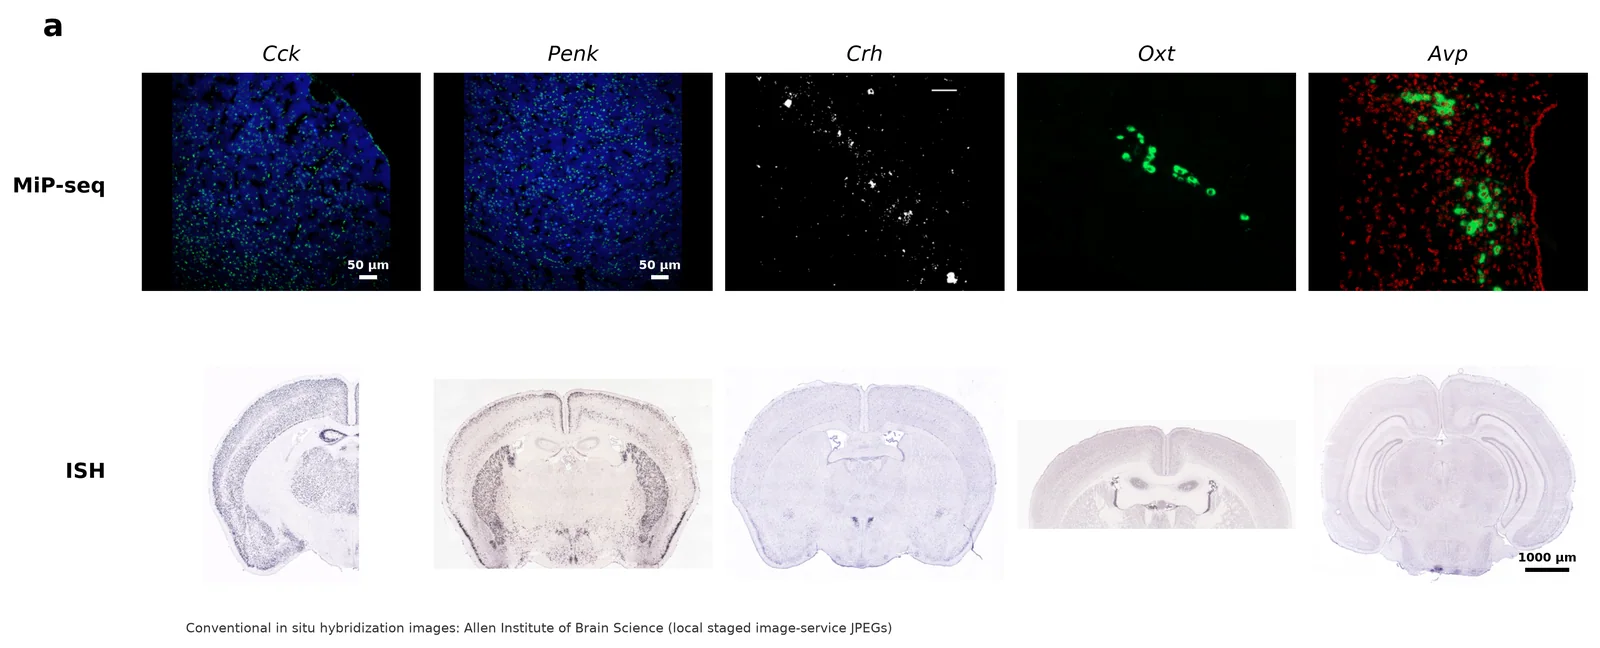 a
Cck Penk Crh Oxt Avp
MiP-seq
50 µm 50 µm
ISH
1000 µm
Conventional in situ hybridization images: Allen Institute of Brain Science (local staged image-service JPEGs)